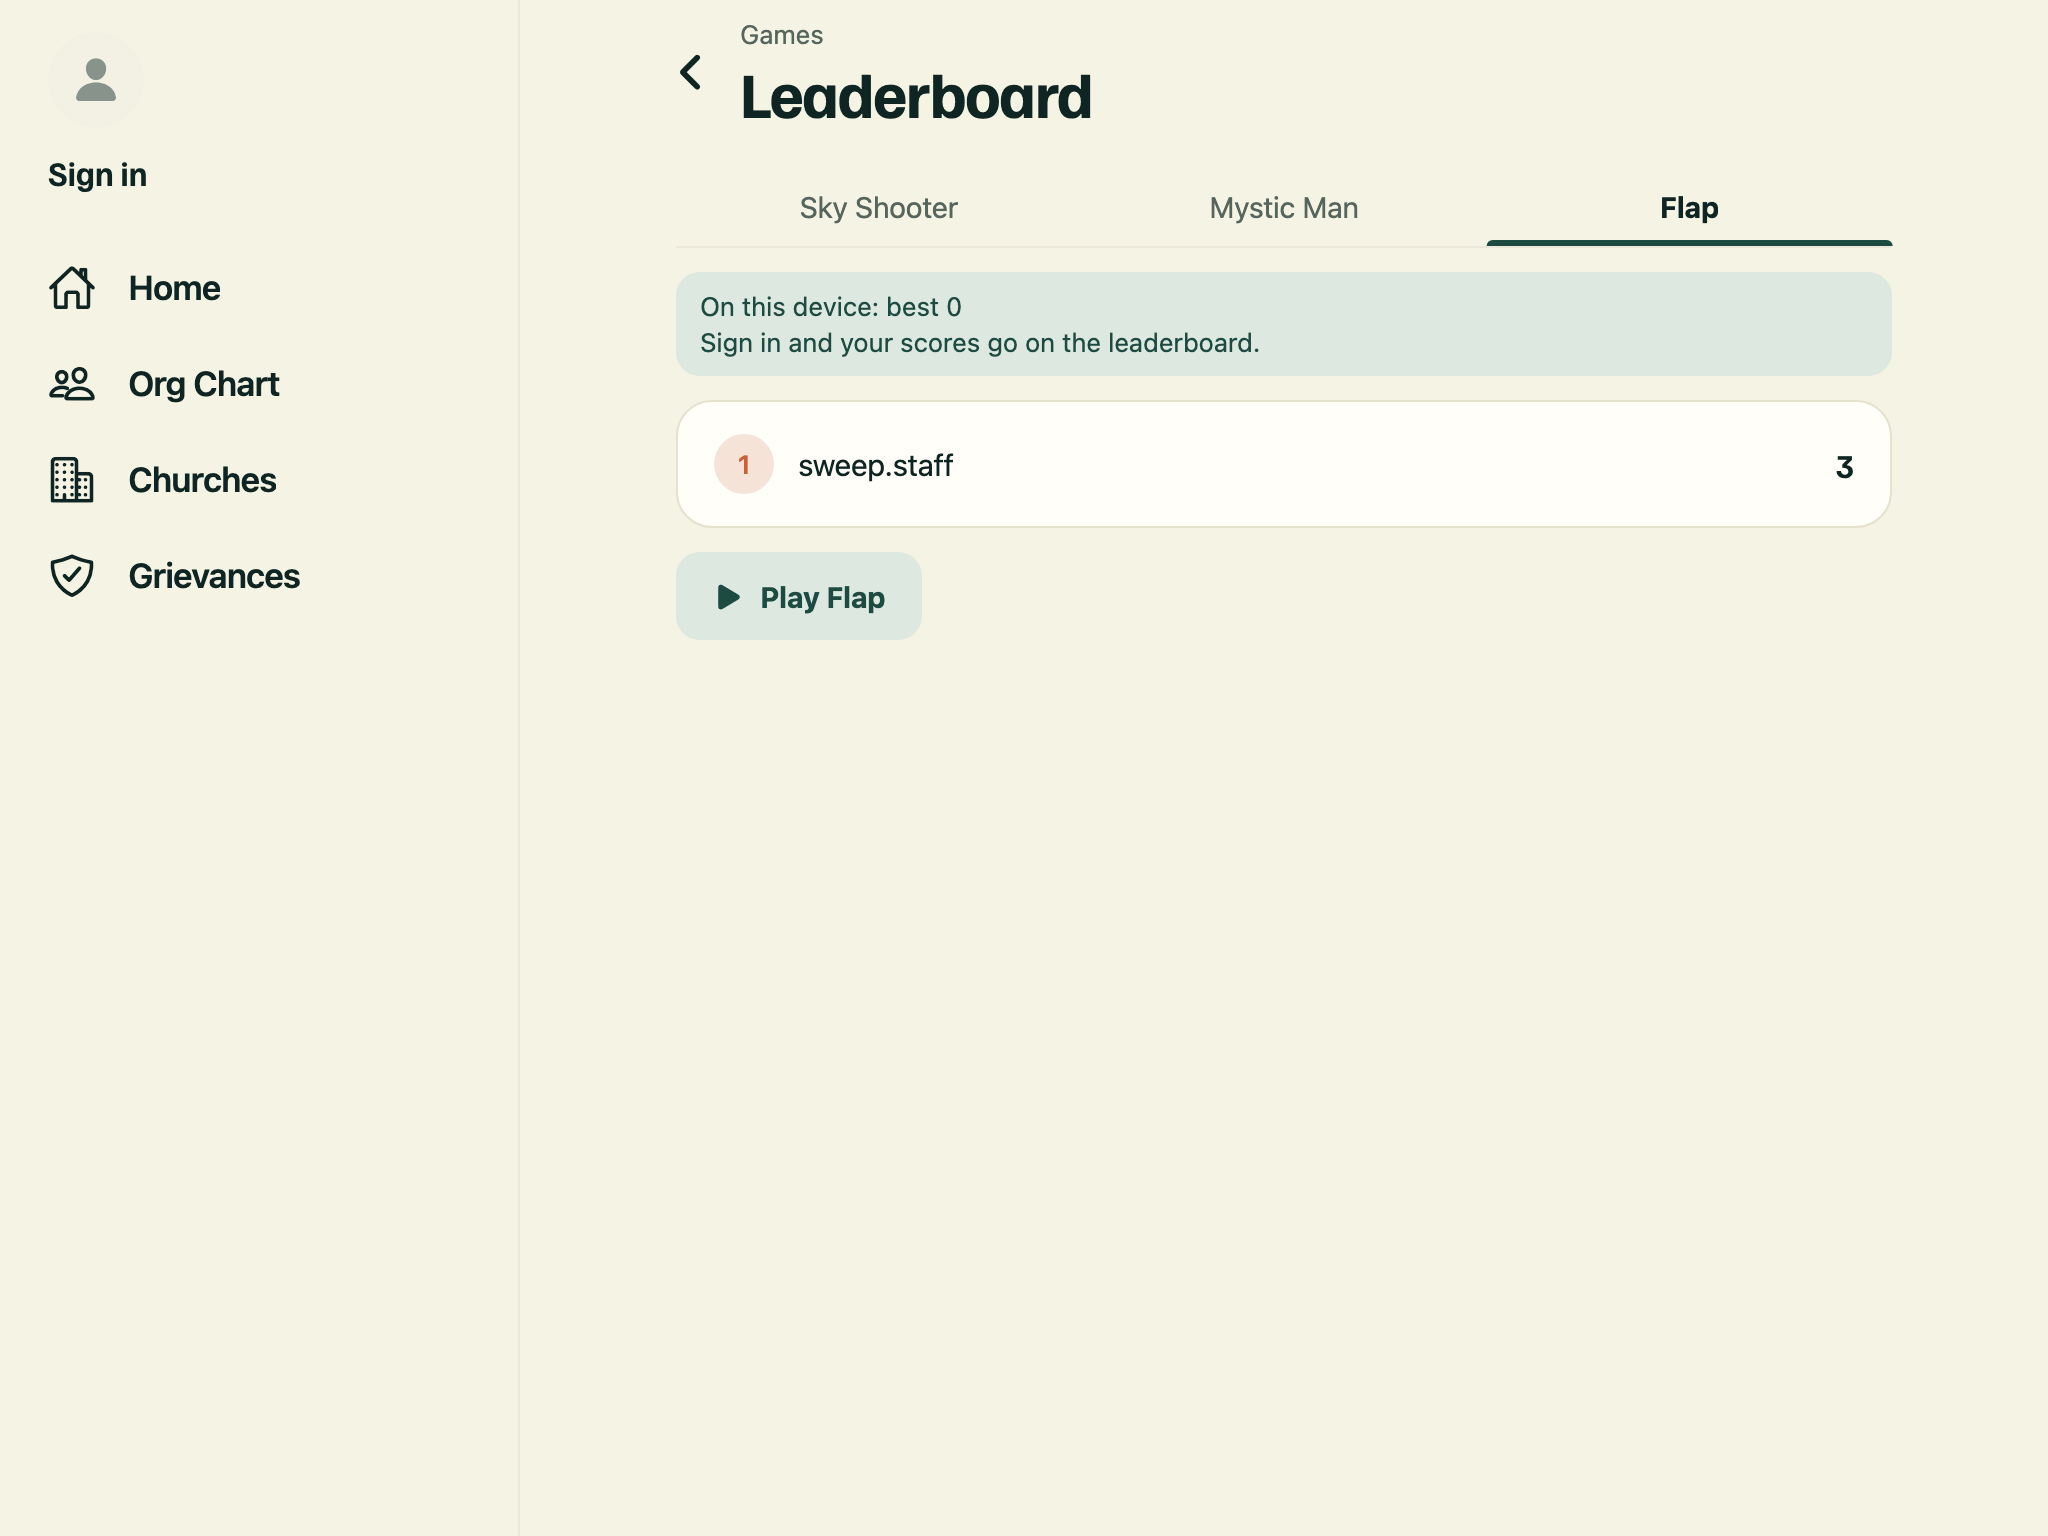 Sign in
Home
Org Chart
Churches
Grievances
Games
Leaderboard
Sky Shooter
Mystic Man
Flap
On this device: best 0
Sign in and your scores go on the leaderboard.
1 sweep.staff 3
Play Flap